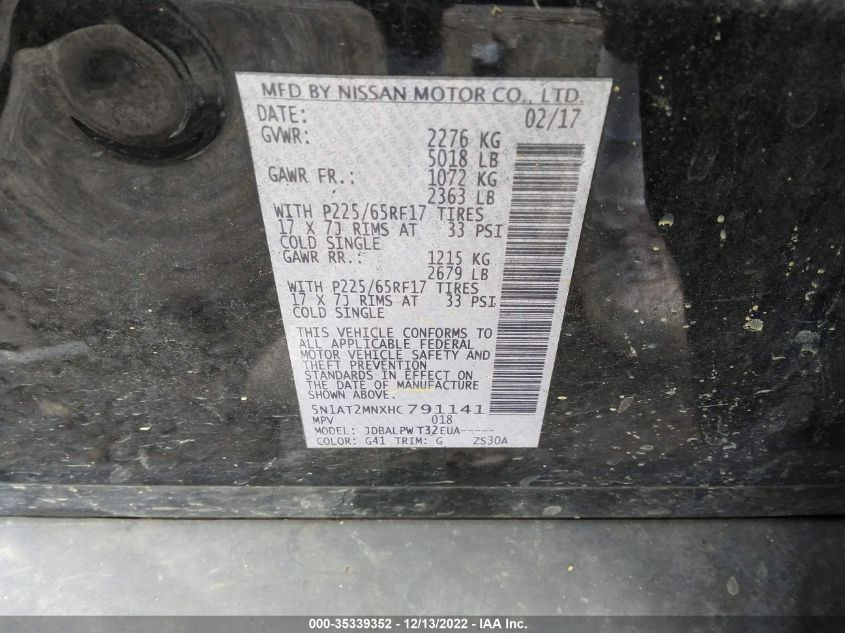 MFD BY NISSAN MOTOR CO., LTD.
DATE: 02/17
GVWR: 2276 KG
5018 LB
GAWR FR.: 1072 KG
2363 LB
WITH P225/65RF17 TIRES
17 X 7J RIMS AT 33 PSI
COLD SINGLE
GAWR RR.: 1215 KG
2679 LB
WITH P225/65RF17 TIRES
17 X 7J RIMS AT 33 PSI
COLD SINGLE
THIS VEHICLE CONFORMS TO
ALL APPLICABLE FEDERAL
MOTOR VEHICLE SAFETY AND
THEFT PREVENTION
STANDARDS IN EFFECT ON
THE DATE OF MANUFACTURE
SHOWN ABOVE.
5N1AT2MNXHC791141
MPV 018
MODEL: JDBALPW T32EUA-----
COLOR: G41 TRIM: G ZS30A
000-35339352 - 12/13/2022 - IAA Inc.